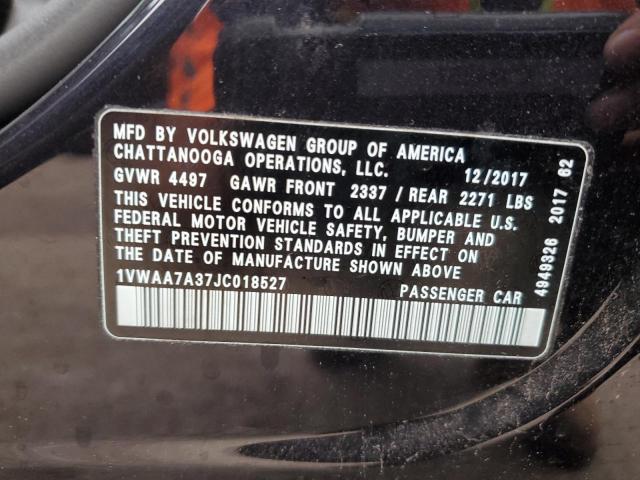 MFD BY VOLKSWAGEN GROUP OF AMERICA
CHATTANOOGA OPERATIONS, LLC. 12/2017
GVWR 4497 GAWR FRONT 2337 / REAR 2271 LBS
THIS VEHICLE CONFORMS TO ALL APPLICABLE U.S.
FEDERAL MOTOR VEHICLE SAFETY, BUMPER AND
THEFT PREVENTION STANDARDS IN EFFECT ON
THE DATE OF MANUFACTURE SHOWN ABOVE
1VWAA7A37JC018527 PASSENGER CAR
4949326 2017 62